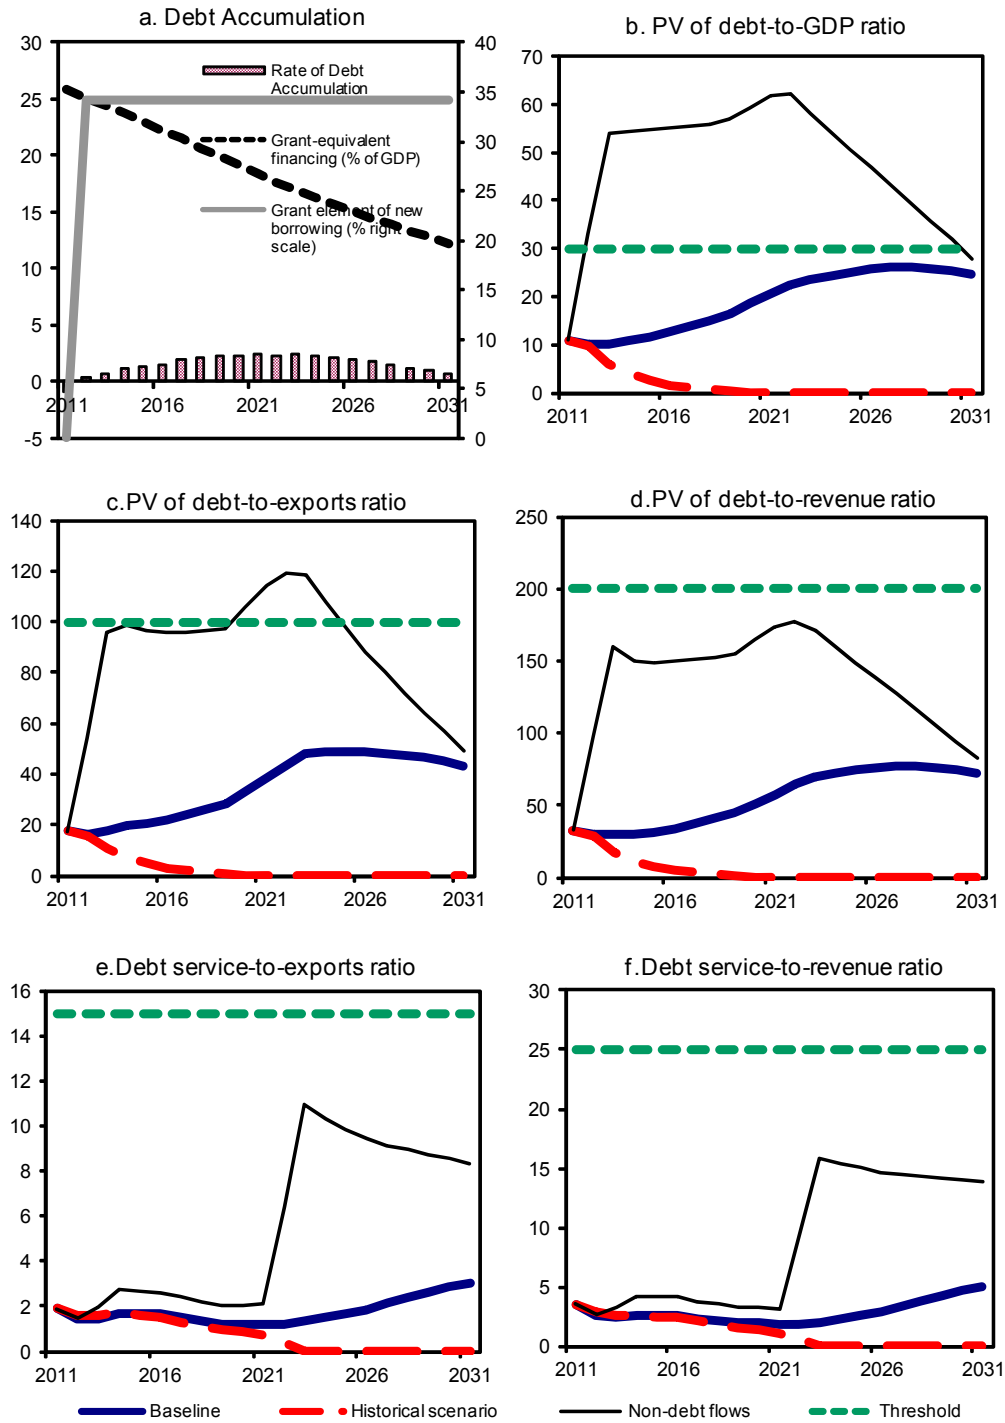 a. Debt Accumulation
30
25
20
15
10
5
0
-5
40
35
30
25
20
15
10
5
0
2011 2016 2021 2026 2031
Rate of Debt
Accumulation
Grant-equivalent
financing (% of GDP)
Grant element of new
borrowing (% right
scale)
b. PV of debt-to-GDP ratio
70
60
50
40
30
20
10
0
2011 2016 2021 2026 2031
c.PV of debt-to-exports ratio
140
120
100
80
60
40
20
0
2011 2016 2021 2026 2031
d.PV of debt-to-revenue ratio
250
200
150
100
50
0
2011 2016 2021 2026 2031
e.Debt service-to-exports ratio
16
14
12
10
8
6
4
2
0
2011 2016 2021 2026 2031
f.Debt service-to-revenue ratio
30
25
20
15
10
5
0
2011 2016 2021 2026 2031
Baseline Historical scenario Non-debt flows Threshold